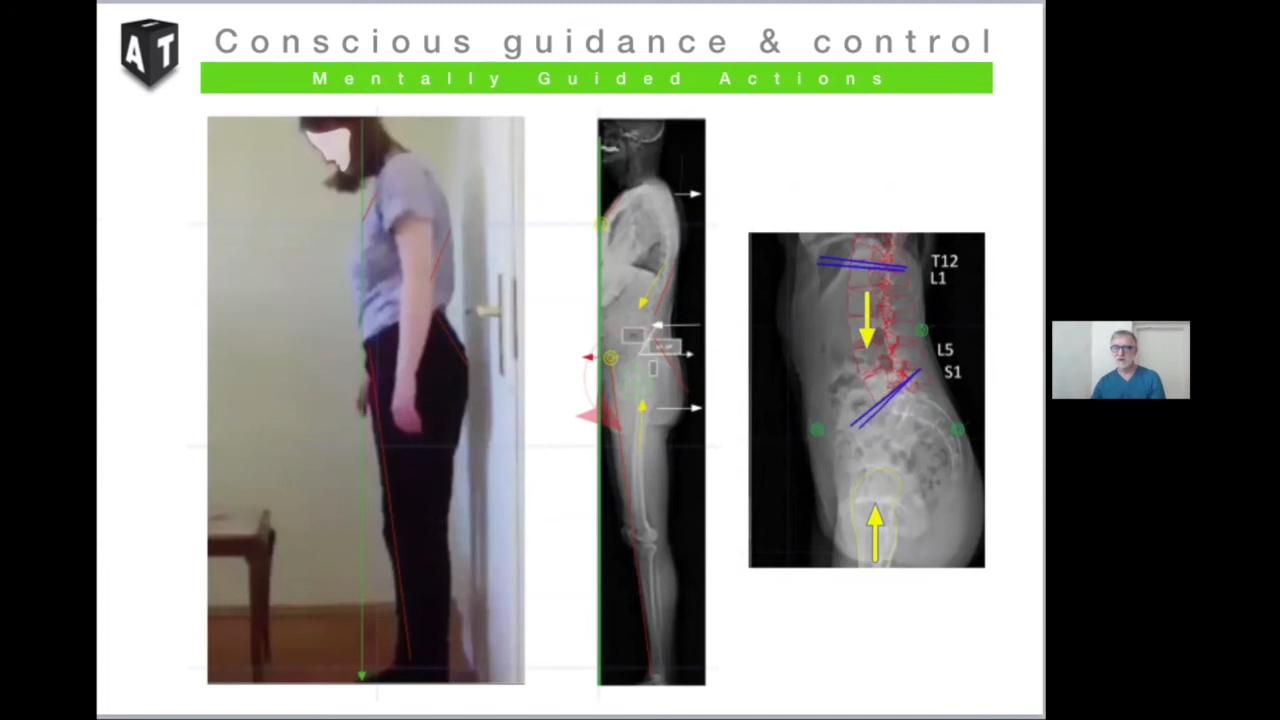 AT
Conscious guidance & control
Mentally Guided Actions
T12
L1
L5
S1